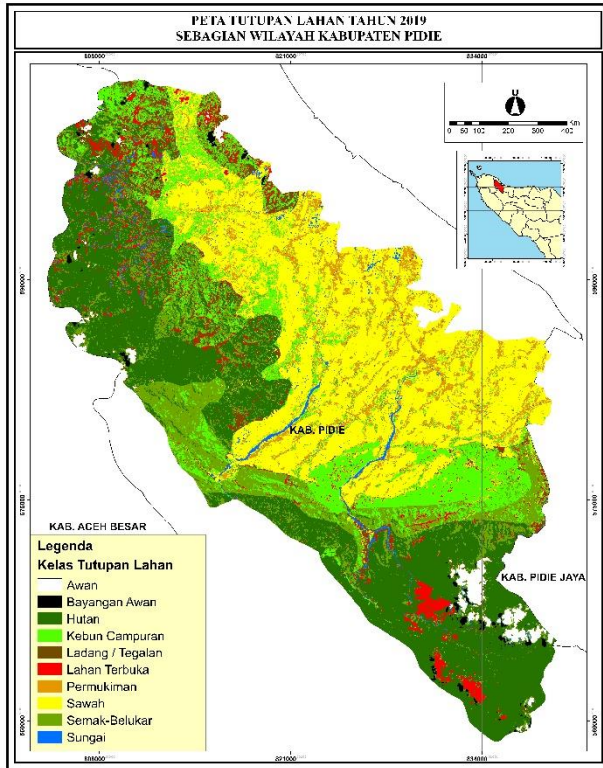 PETA TUTUPAN LAHAN TAHUN 2019
SEBAGIAN WILAYAH KABUPATEN PIDIE
821000
U
Km
0 50 100 200 300 400
KAB. PIDIE
KAB. ACEH BESAR
KAB. PIDIE JAYA
Legenda
Kelas Tutupan Lahan
Awan
Bayangan Awan
Hutan
Kebun Campuran
Ladang / Tegalan
Lahan Terbuka
Permukiman
Sawah
Semak-Belukar
Sungai
821000